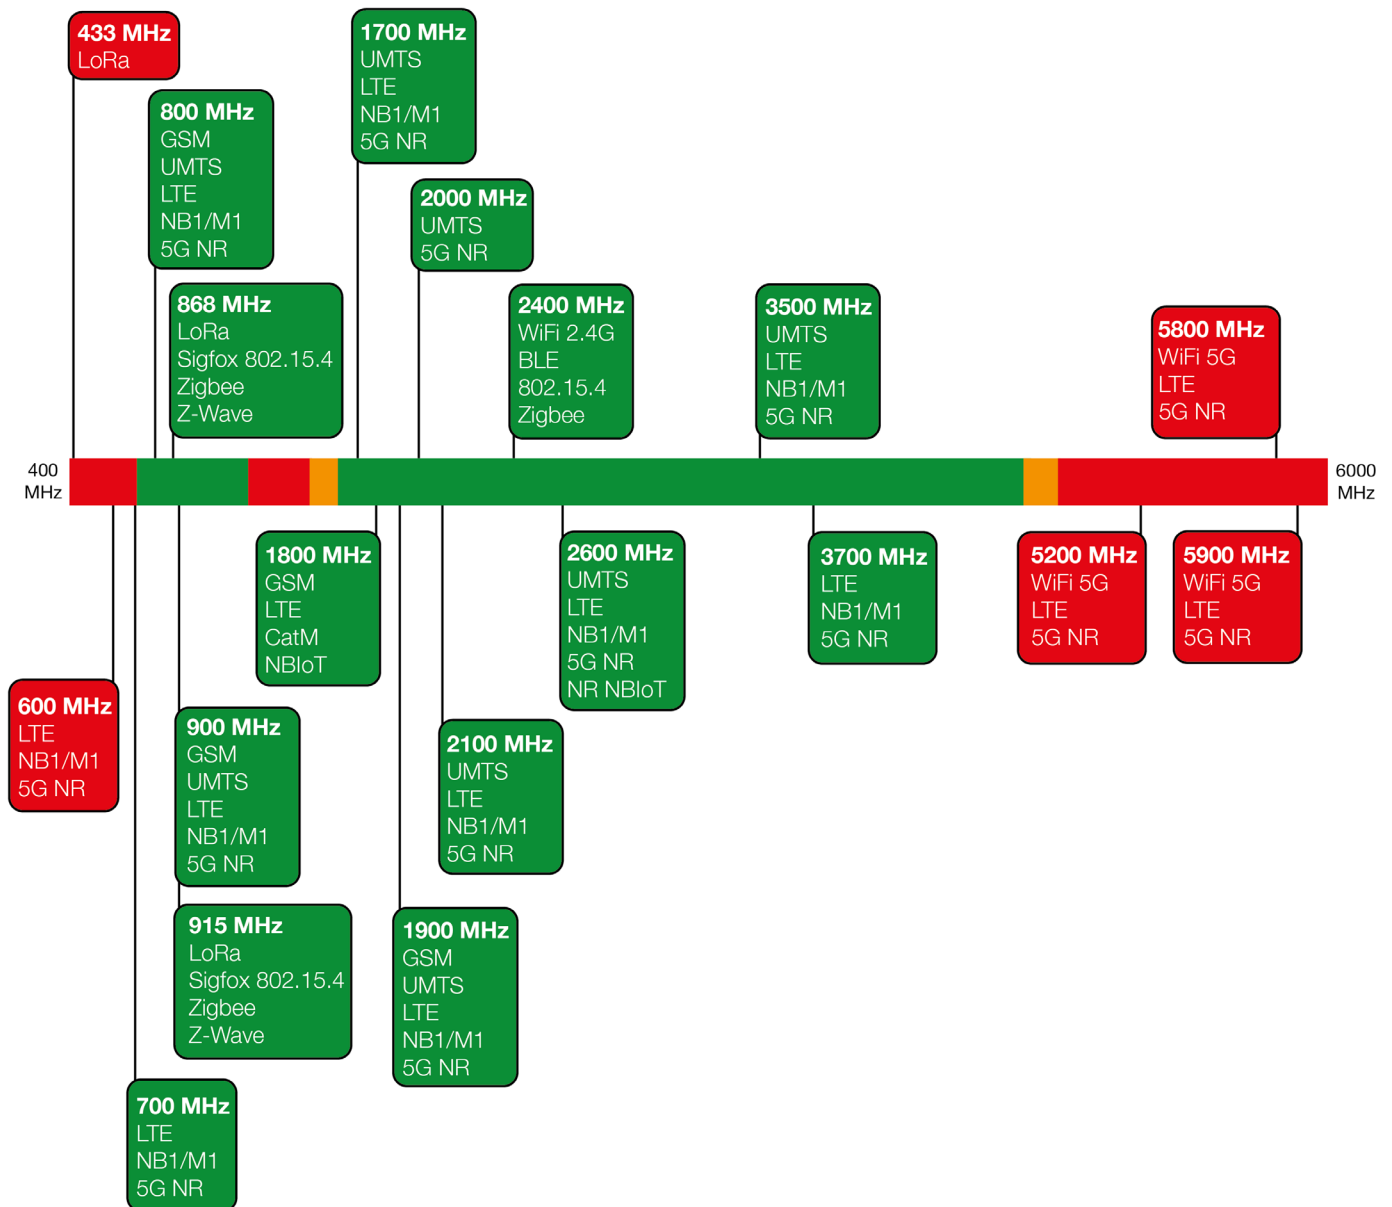 433 MHz
LoRa
1700 MHz
UMTS
LTE
NB1/M1
5G NR
800 MHz
GSM
UMTS
LTE
NB1/M1
5G NR
2000 MHz
UMTS
5G NR
868 MHz
LoRa
Sigfox 802.15.4
Zigbee
Z-Wave
2400 MHz
WiFi 2.4G
BLE
802.15.4
Zigbee
3500 MHz
UMTS
LTE
NB1/M1
5G NR
5800 MHz
WiFi 5G
LTE
5G NR
400
MHz
6000
MHz
1800 MHz
GSM
LTE
CatM
NBIoT
2600 MHz
UMTS
LTE
NB1/M1
5G NR
NR NBIoT
3700 MHz
LTE
NB1/M1
5G NR
5200 MHz
WiFi 5G
LTE
5G NR
5900 MHz
WiFi 5G
LTE
5G NR
600 MHz
LTE
NB1/M1
5G NR
900 MHz
GSM
UMTS
LTE
NB1/M1
5G NR
2100 MHz
UMTS
LTE
NB1/M1
5G NR
915 MHz
LoRa
Sigfox 802.15.4
Zigbee
Z-Wave
1900 MHz
GSM
UMTS
LTE
NB1/M1
5G NR
700 MHz
LTE
NB1/M1
5G NR